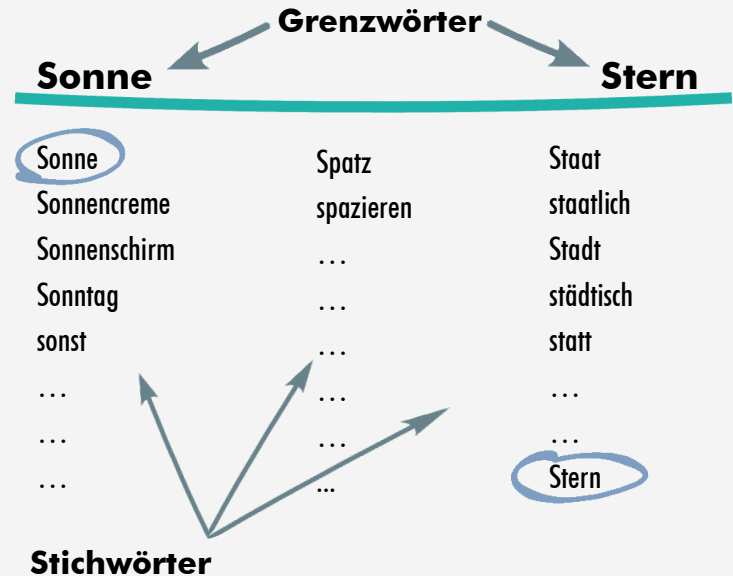 Grenzwörter
Sonne Stern
Sonne Spatz Staat
Sonnencreme spazieren staatlich
Sonnenschirm ... Stadt
Sonntag ... städtisch
sonst ... statt
... ... ...
... ... ...
... ... Stern
Stichwörter